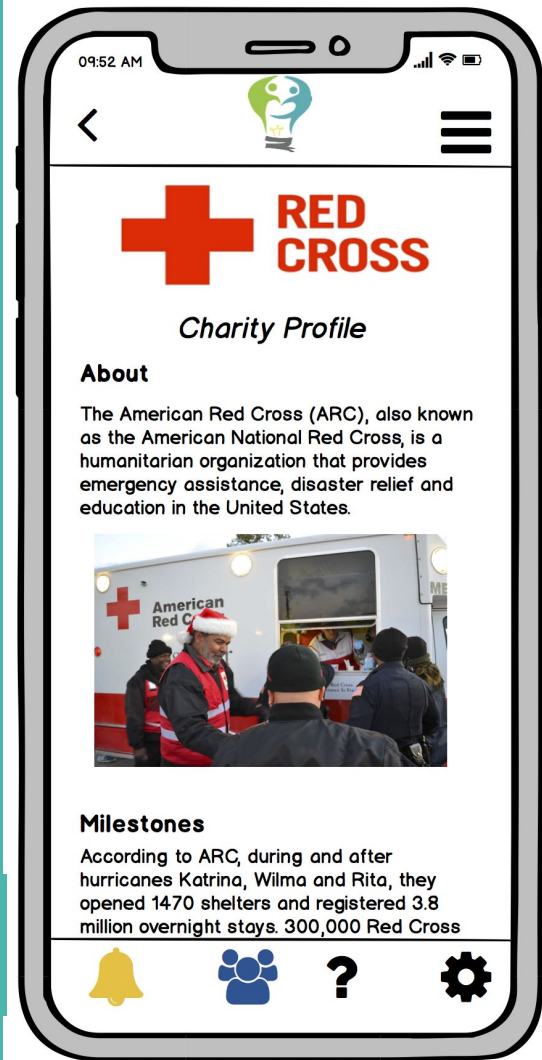 09:52 AM
RED
CROSS
Charity Profile
About
The American Red Cross (ARC), also known
as the American National Red Cross, is a
humanitarian organization that provides
emergency assistance, disaster relief and
education in the United States.
American
Red C
ME
Milestones
According to ARC, during and after
hurricanes Katrina, Wilma and Rita, they
opened 1470 shelters and registered 3.8
million overnight stays. 300,000 Red Cross
?